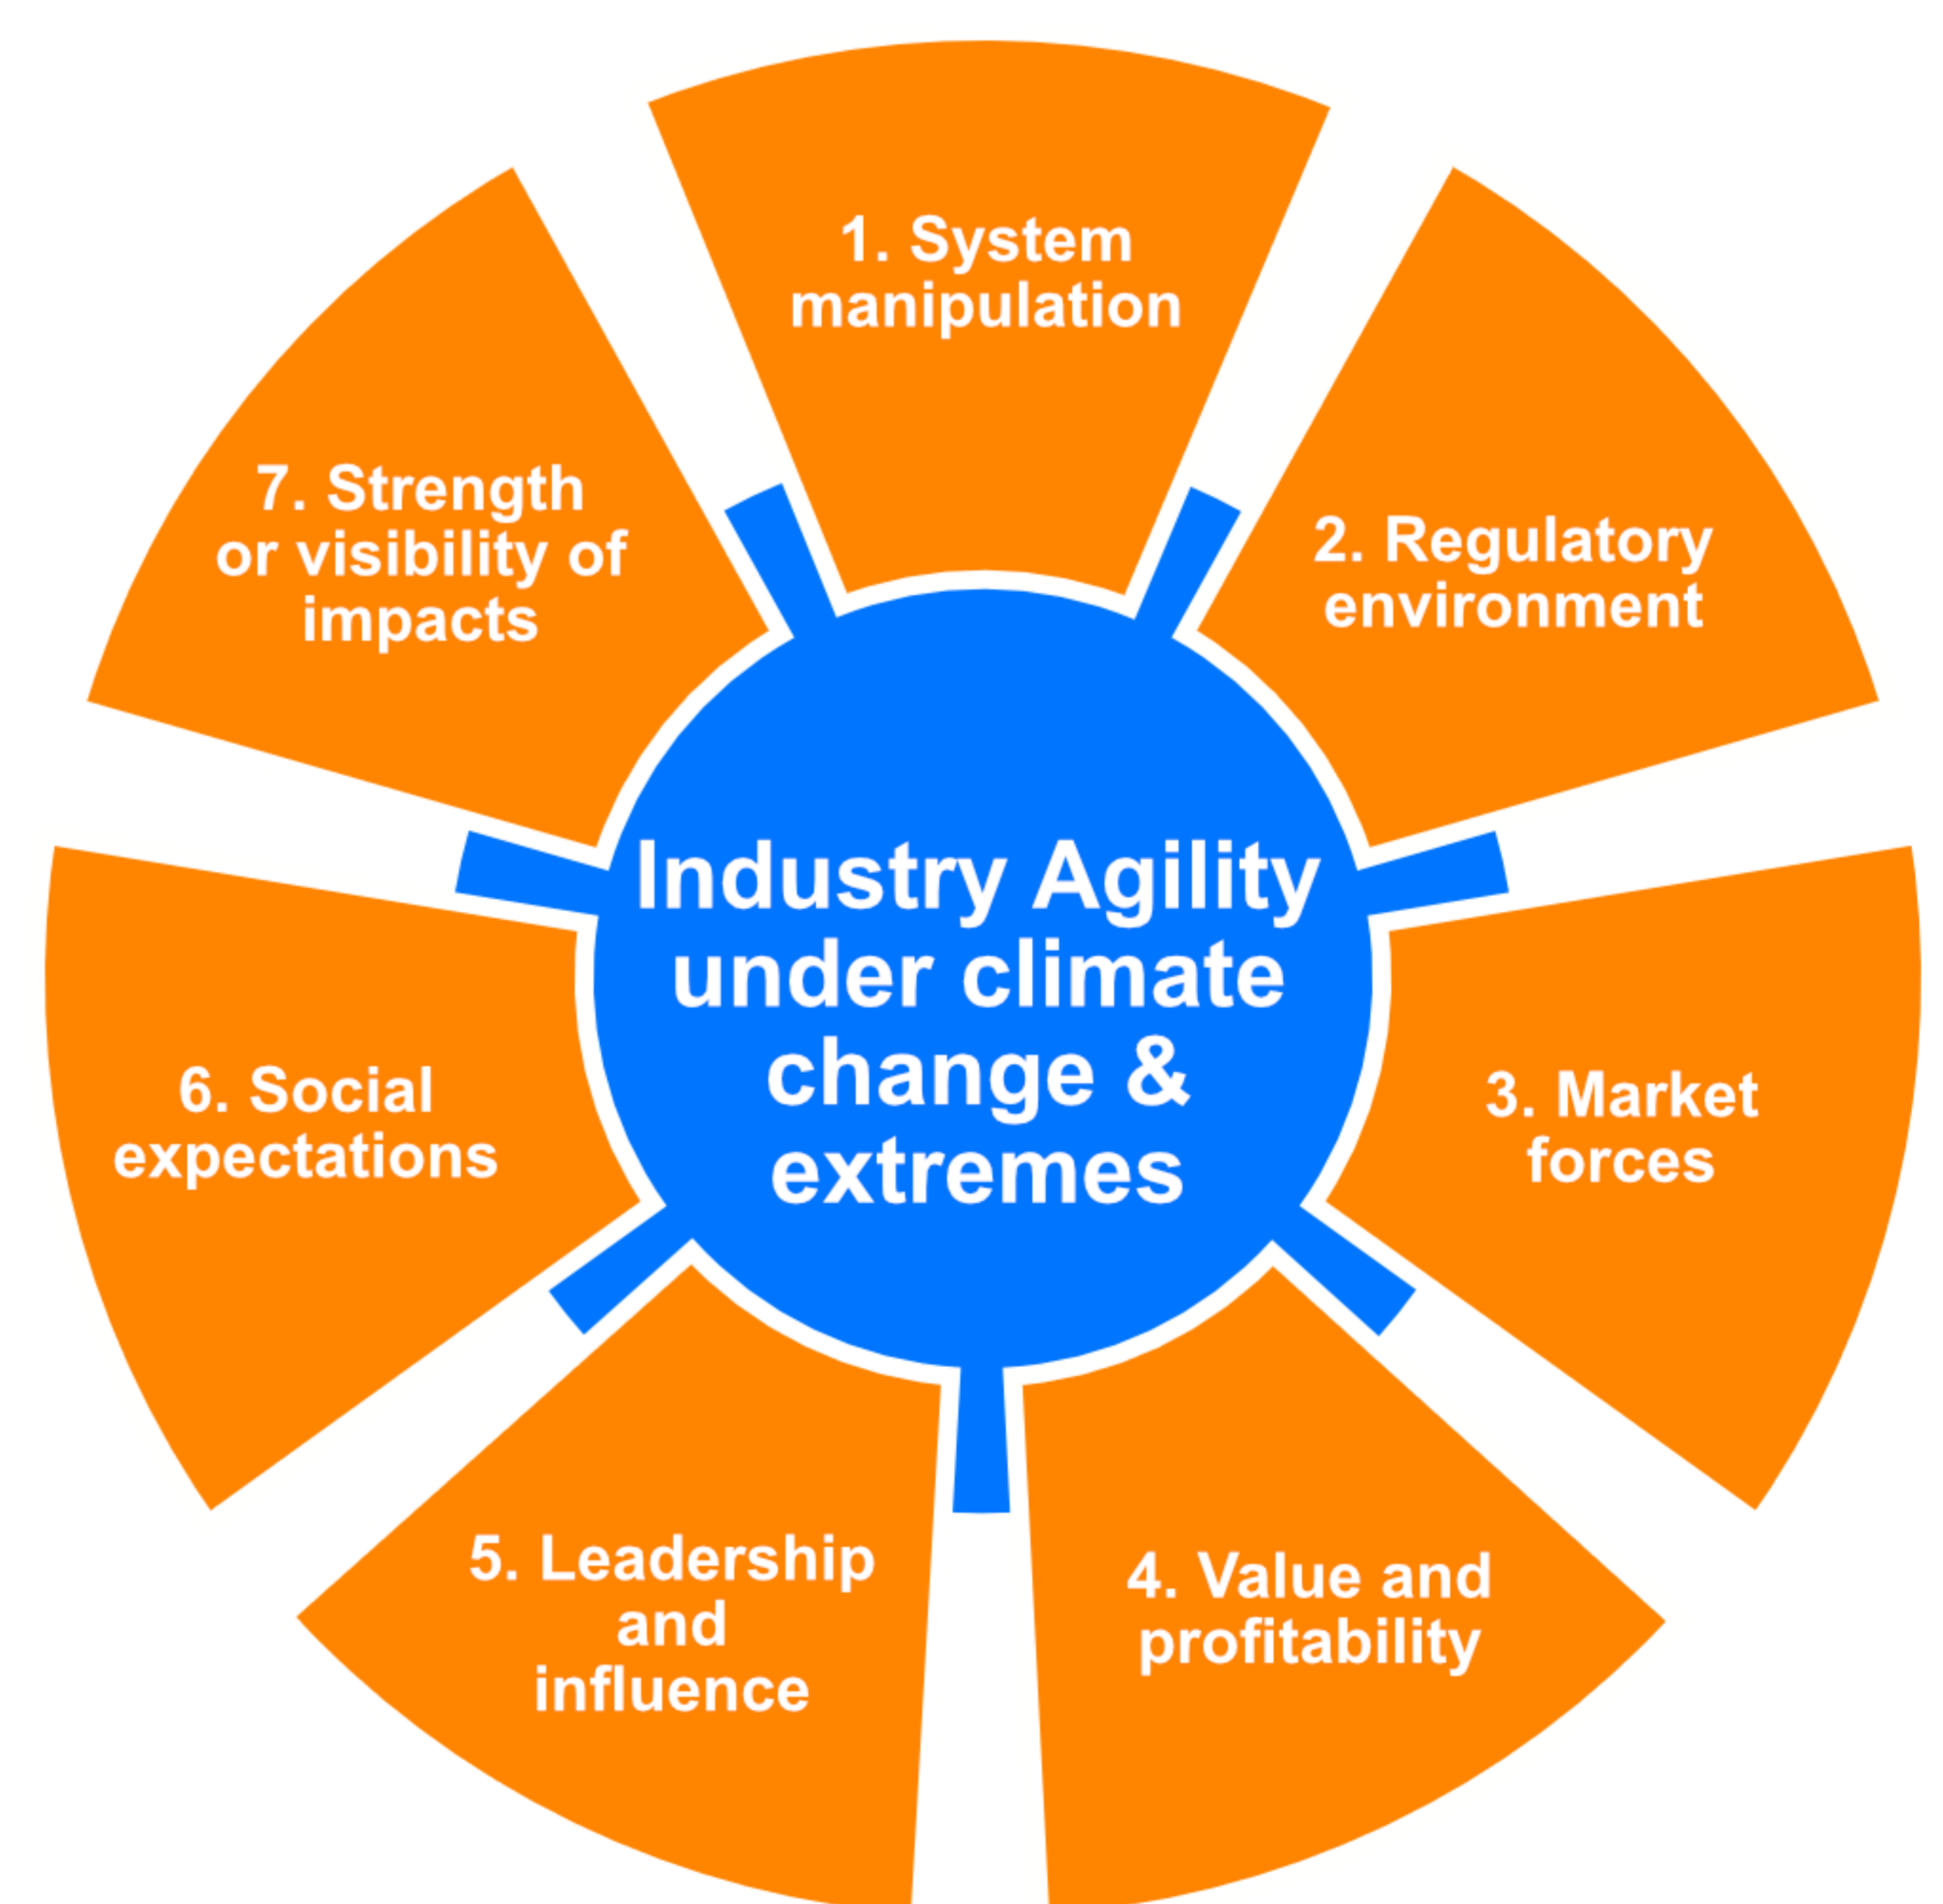 1. System
manipulation
2. Regulatory
environment
3. Market
forces
4. Value and
profitability
5. Leadership
and
influence
6. Social
expectations
7. Strength
or visibility of
impacts
Industry Agility
under climate
change &
extremes